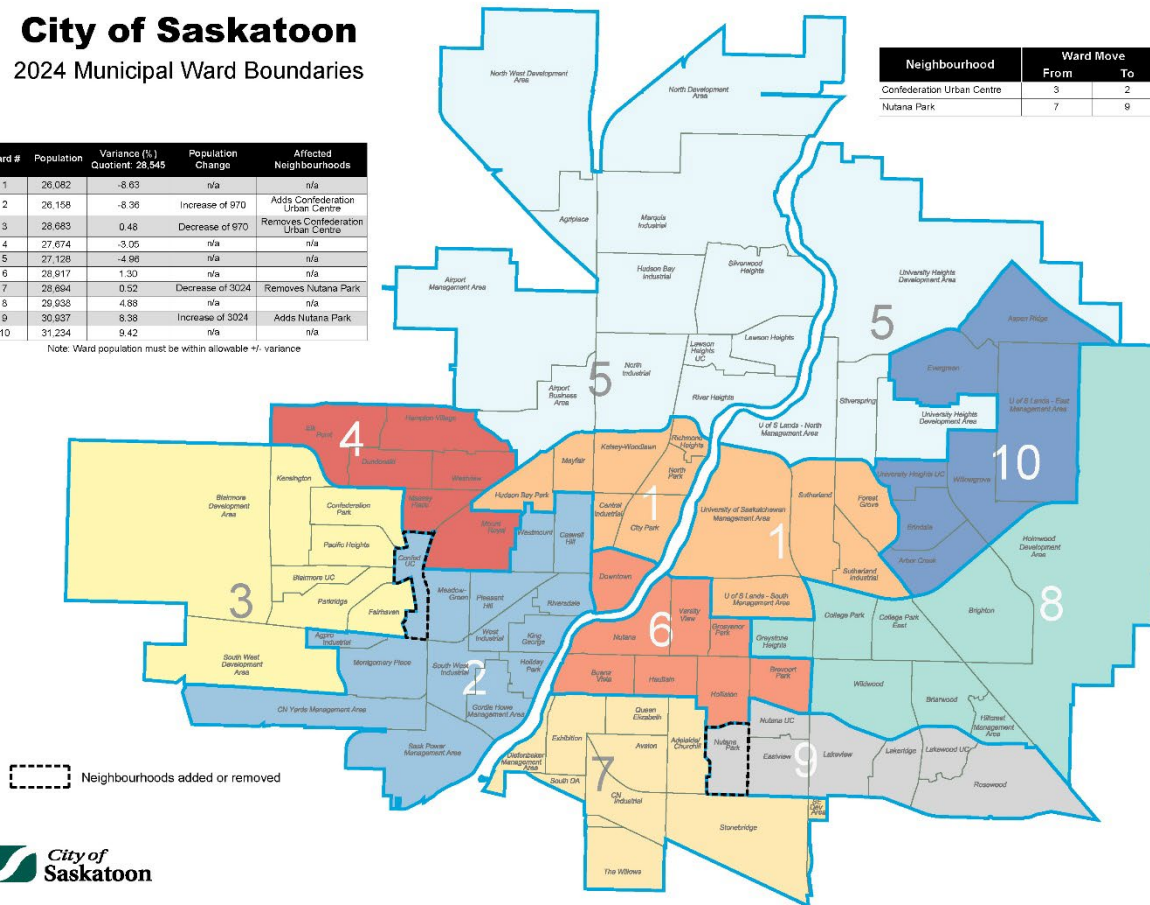 City of Saskatoon
2024 Municipal Ward Boundaries
Neighbourhood Ward Move
From To
Confederation Urban Centre 3 2
Nutana Park 7 9
ard # Population Variance (%) Quotient: 28,545 Population Change Affected Neighbourhoods
1 26,082 -8.63 n/a n/a
2 26,158 -8.36 Increase of 970 Adds Confederation Urban Centre
3 28,683 0.48 Decrease of 970 Removes Confederation Urban Centre
4 27,674 -3.05 n/a n/a
5 27,128 -4.96 n/a n/a
6 28,917 1.30 n/a n/a
7 28,694 0.52 Decrease of 3024 Removes Nutana Park
8 29,938 4.88 n/a n/a
9 30,937 8.38 Increase of 3024 Adds Nutana Park
10 31,234 9.42 n/a n/a
Note: Ward population must be within allowable +/- variance
North West Development Area
North Development Area
Agriplace
Marquis Industrial
Hudson Bay Industrial
Silverwood Heights
University Heights Development Area
Airport Management Area
5
Aspen Ridge
Lawson Heights UC
Lawson Heights
North Industrial
5
Airport Business Area
River Heights
Silverspring
Evergreen
U of S Lands - East Management Area
University Heights Development Area
U of S Lands - North Management Area
4
Elk Point
Hampton Village
Dundonald
Westview
Massey Place
Mount Royal
Kensington
Blairmore Development Area
Confederation Park
Pacific Heights
Blairmore UC
Parkridge
Fairhaven
3
Confed UC
South West Development Area
Mayfair
Kelsey-Woodlawn
Richmond Heights
North Park
Hudson Bay Park
Central Industrial
City Park
1
University of Saskatchewan Management Area
Sutherland
Forest Grove
1
Sutherland Industrial
U of S Lands - South Management Area
University Heights UC
Willowgrove
10
Erindale
Arbor Creek
Holmwood Development Area
Westmount
Caswell Hill
Meadow-Green
Pleasant Hill
Riversdale
West Industrial
King George
Holiday Park
Agpro Industrial
Montgomery Place
South West Industrial
2
Gordie Howe Management Area
CN Yards Management Area
Sask Power Management Area
Downtown
Varsity View
Grosvenor Park
Nutana
6
Buena Vista
Haultain
Holliston
Brevoort Park
Greystone Heights
College Park
College Park East
Brighton
8
Wildwood
Briarwood
Hillcrest Management Area
Queen Elizabeth
Exhibition
Avalon
Adelaide/ Churchill
Diefenbaker Management Area
South DA
7
CN Industrial
Stonebridge
The Willows
Nutana Park
Nutana UC
Eastview
9
Lakeview
Lakeridge
Lakewood UC
Rosewood
Neighbourhoods added or removed
City of
Saskatoon